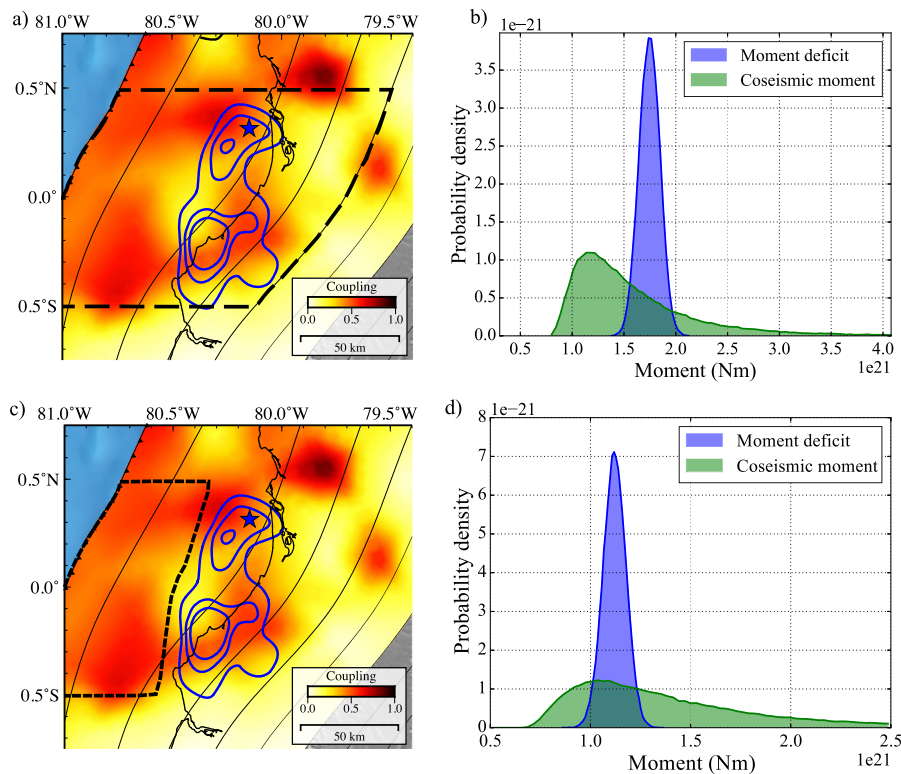 a) 81.0°W 80.5°W 80.0°W 79.5°W
0.5°N
0.0°
0.5°S
Coupling
0.0 0.5 1.0
50 km
b)
1e−21
3.5
3.0
2.5
2.0
1.5
1.0
0.5
0.0
Probability density
Moment deficit
Coseismic moment
0.5 1.0 1.5 2.0 2.5 3.0 3.5 4.0
1e21
Moment (Nm)
c) 81.0°W 80.5°W 80.0°W 79.5°W
0.5°N
0.0°
0.5°S
Coupling
0.0 0.5 1.0
50 km
d)
1e−21
8
7
6
5
4
3
2
1
0
Probability density
Moment deficit
Coseismic moment
0.5 1.0 1.5 2.0 2.5
1e21
Moment (Nm)